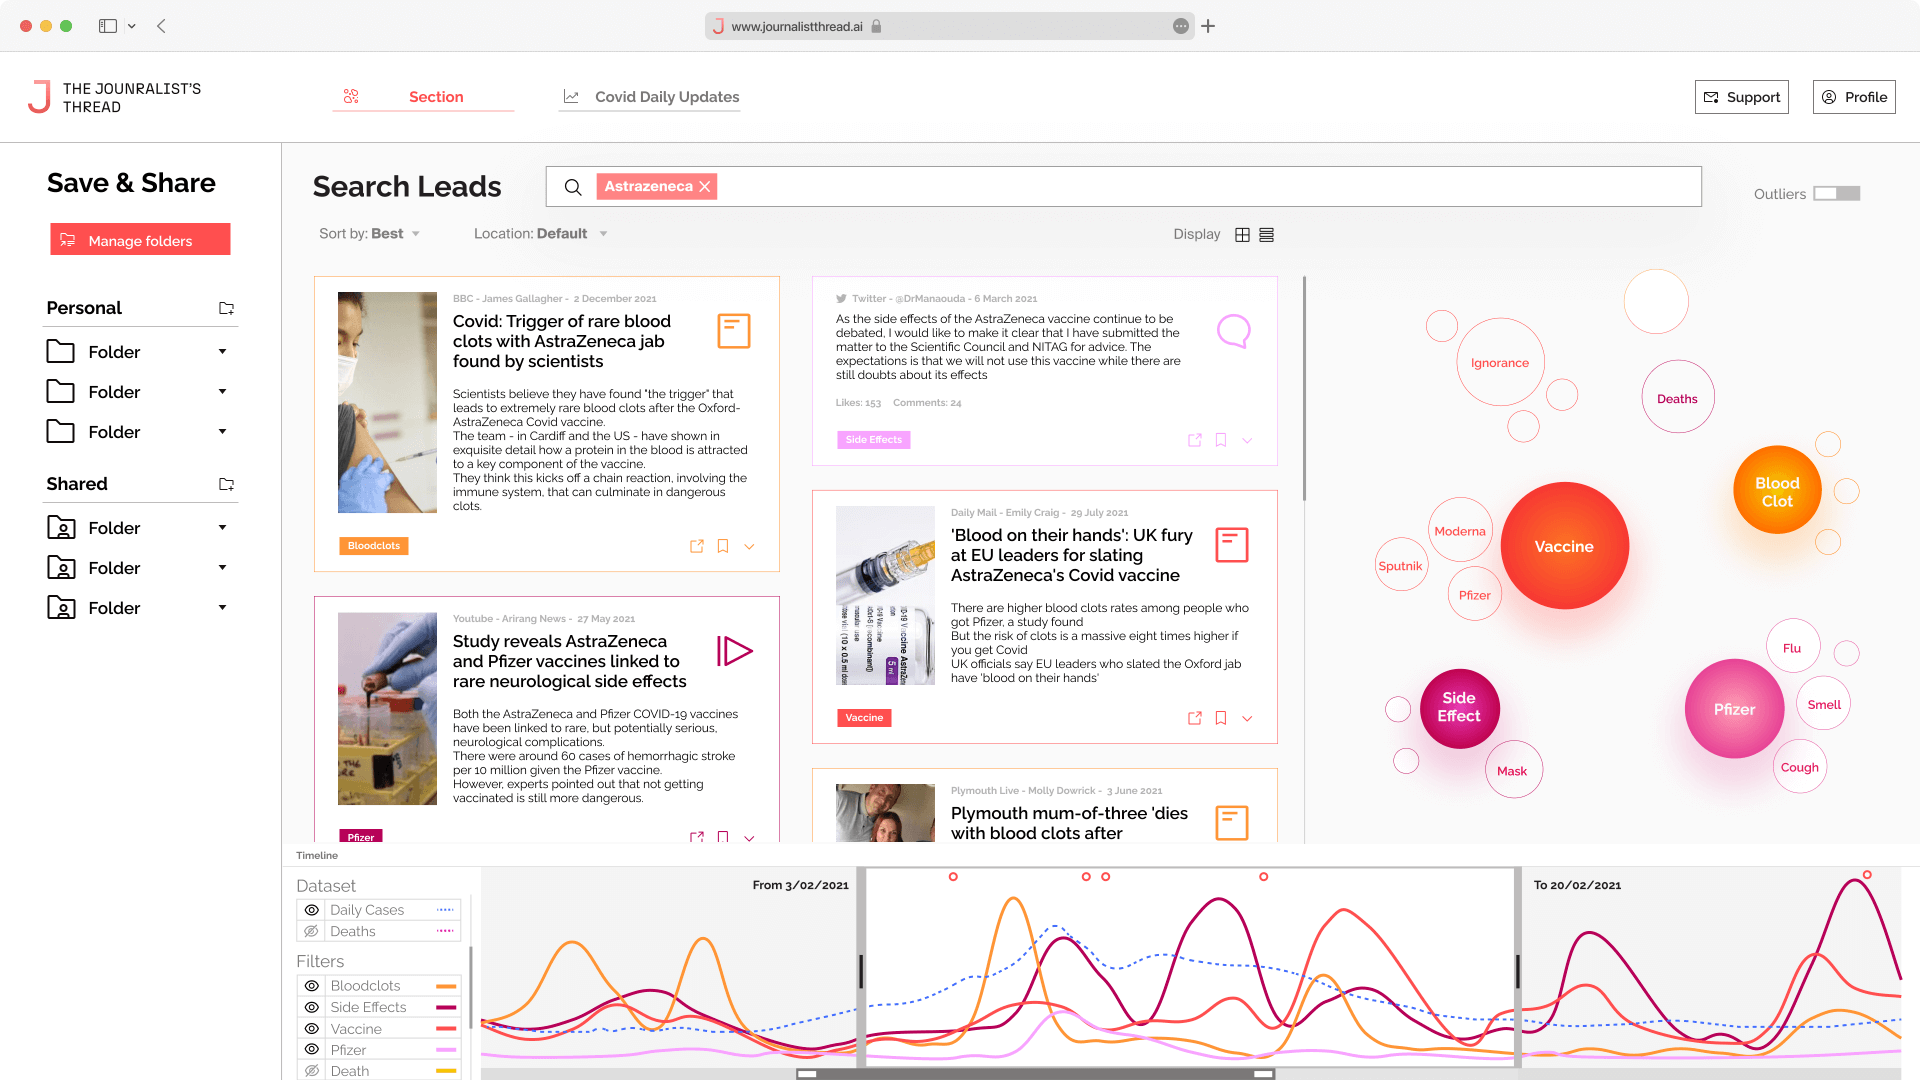 www.journalistthread.ai
THE JOUNRALIST'S
THREAD
Section
Covid Daily Updates
Support
Profile
Save & Share
Manage folders
Personal
Folder
Folder
Folder
Shared
Folder
Folder
Folder
Search Leads
Astrazeneca
Outliers
Sort by: Best
Location: Default
Display
BBC - James Gallagher - 2 December 2021
Covid: Trigger of rare blood
clots with AstraZeneca jab
found by scientists
Scientists believe they have found "the trigger" that
leads to extremely rare blood clots after the Oxford-
AstraZeneca Covid vaccine.
The team - in Cardiff and the US - have shown in
exquisite detail how a protein in the blood is attracted
to a key component of the vaccine.
They think this kicks off a chain reaction, involving the
immune system, that can culminate in dangerous
clots.
Bloodclots
Youtube - Arirang News - 27 May 2021
Study reveals AstraZeneca
and Pfizer vaccines linked to
rare neurological side effects
Both the AstraZeneca and Pfizer COVID-19 vaccines
have been linked to rare, but potentially serious,
neurological complications.
There were around 60 cases of hemorrhagic stroke
per 10 million given the Pfizer vaccine.
However, experts pointed out that not getting
vaccinated is still more dangerous.
Pfizer
Twitter - @DrManaouda - 6 March 2021
As the side effects of the AstraZeneca vaccine continue to be
debated, I would like to make it clear that I have submitted the
matter to the Scientific Council and NITAG for advice. The
expectations is that we will not use this vaccine while there are
still doubts about its effects
Likes: 153 Comments: 24
Side Effects
Daily Mail - Emily Craig - 29 July 2021
'Blood on their hands': UK fury
at EU leaders for slating
AstraZeneca's Covid vaccine
There are higher blood clots rates among people who
got Pfizer, a study found
But the risk of clots is a massive eight times higher if
you get Covid
UK officials say EU leaders who slated the Oxford jab
have 'blood on their hands'
Vaccine
Plymouth Live - Molly Dowrick - 3 June 2021
Plymouth mum-of-three 'dies
with blood clots after
Ignorance
Deaths
Blood
Clot
Moderna
Vaccine
Sputnik
Pfizer
Flu
Side
Effect
Pfizer
Smell
Mask
Cough
Timeline
Dataset
Daily Cases
Deaths
Filters
Bloodclots
Side Effects
Vaccine
Pfizer
Death
From 3/02/2021
To 20/02/2021